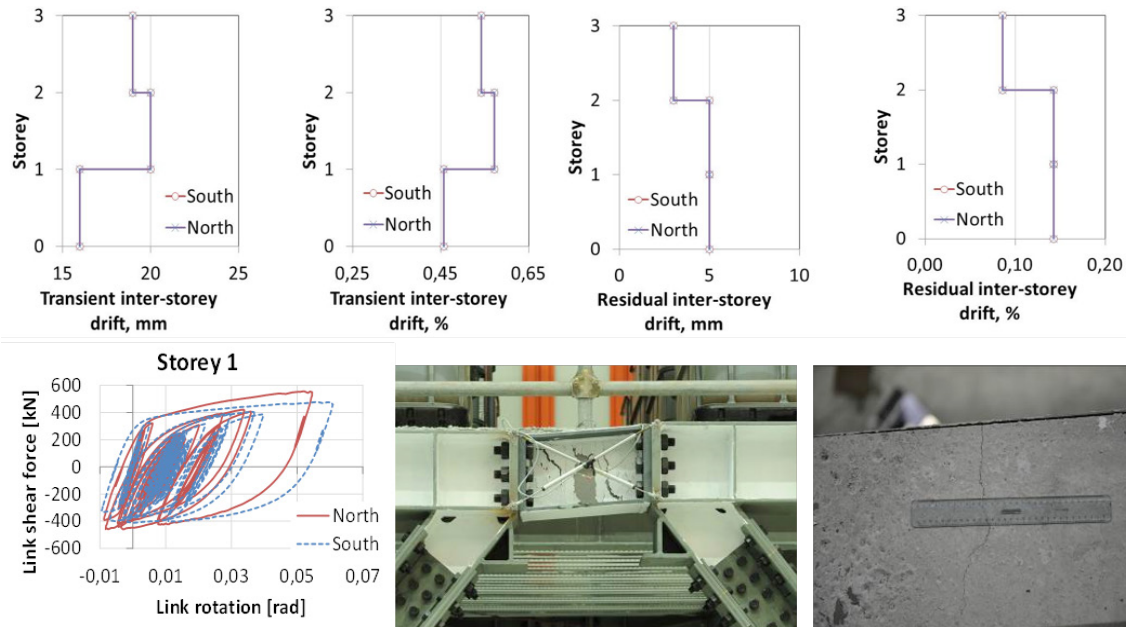 3
2
1
0
Storey
South
North
15 20 25
Transient inter-storey
drift, mm
3
2
1
0
Storey
South
North
0,25 0,45 0,65
Transient inter-storey
drift, %
3
2
1
0
Storey
South
North
0 5 10
Residual inter-storey
drift, mm
3
2
1
0
Storey
South
North
0,00 0,10 0,20
Residual inter-storey
drift, %
Storey 1
600
400
200
0
-200
-400
-600
Link shear force [kN]
North
South
-0,01 0,01 0,03 0,05 0,07
Link rotation [rad]